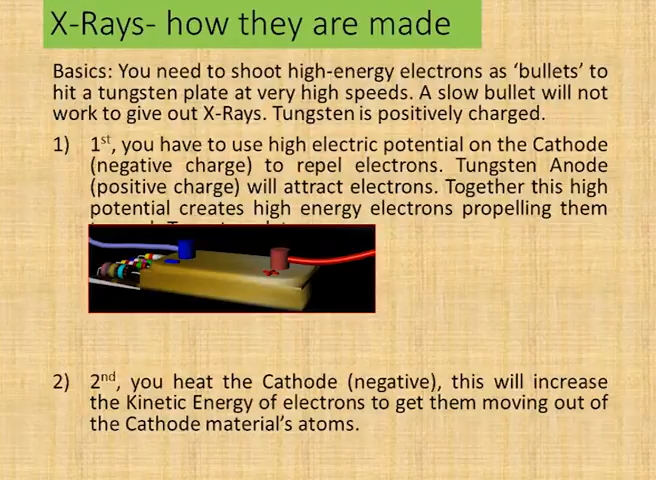 X-Rays- how they are made
Basics: You need to shoot high-energy electrons as ‘bullets’ to
hit a tungsten plate at very high speeds. A slow bullet will not
work to give out X-Rays. Tungsten is positively charged.
1) 1st, you have to use high electric potential on the Cathode
(negative charge) to repel electrons. Tungsten Anode
(positive charge) will attract electrons. Together this high
potential creates high energy electrons propelling them
2) 2nd, you heat the Cathode (negative), this will increase
the Kinetic Energy of electrons to get them moving out of
the Cathode material’s atoms.